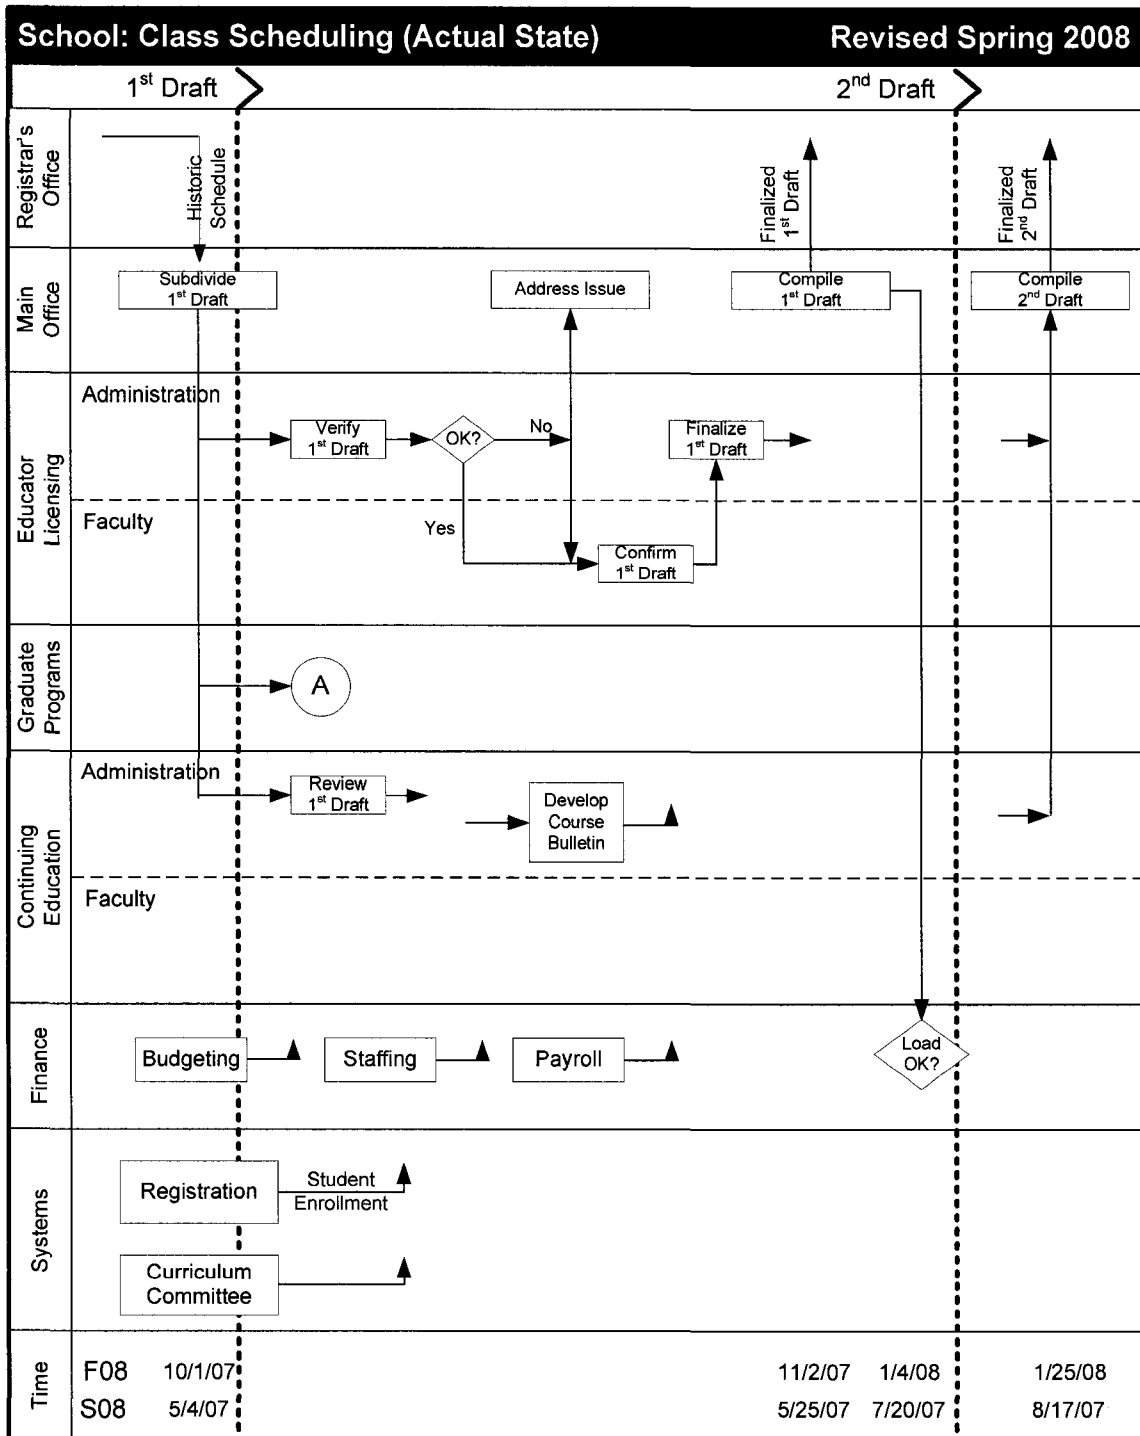 School: Class Scheduling (Actual State)
Revised Spring 2008
1st Draft
2nd Draft
Registrar's
Office
Historic
Schedule
Finalized
1st Draft
Finalized
2nd Draft
Main
Office
Subdivide
1st Draft
Address Issue
Compile
1st Draft
Compile
2nd Draft
Educator
Licensing
Administration
Verify
1st Draft
OK?
No
Finalize
1st Draft
Faculty
Yes
Confirm
1st Draft
Graduate
Programs
A
Continuing
Education
Administration
Review
1st Draft
Develop
Course
Bulletin
Faculty
Finance
Budgeting
Staffing
Payroll
Load
OK?
Systems
Registration
Student
Enrollment
Curriculum
Committee
Time
F08 10/1/07 11/2/07 1/4/08 1/25/08
S08 5/4/07 5/25/07 7/20/07 8/17/07